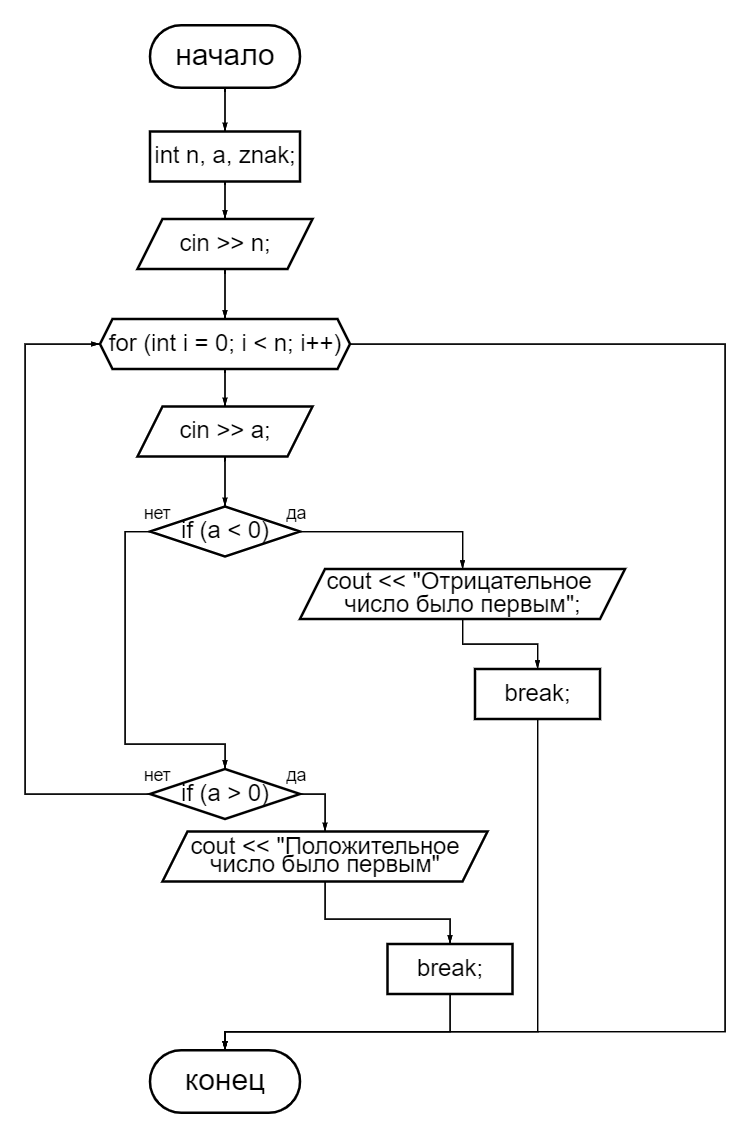 начало
int n, a, znak;
cin >> n;
for (int i = 0; i < n; i++)
cin >> a;
нет
да
if (a < 0)
cout << "Отрицательное
число было первым";
break;
нет
да
if (a > 0)
cout << "Положительное
число было первым"
break;
конец